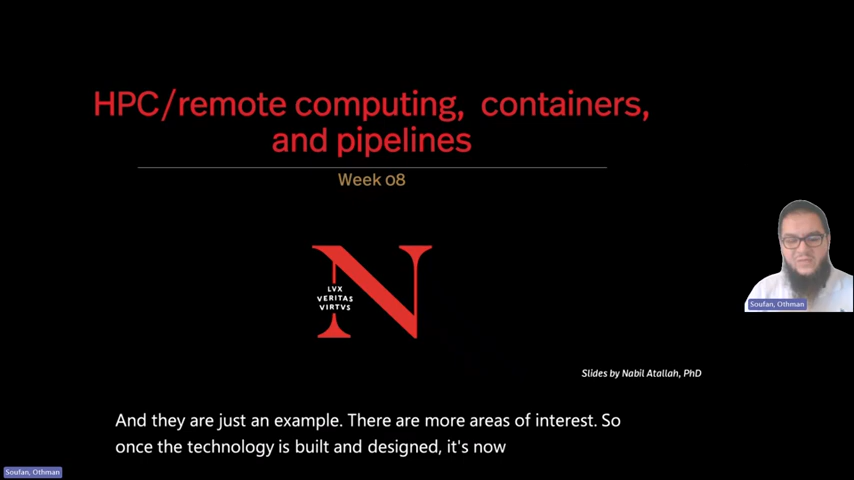 HPC/remote computing, containers,
and pipelines
Week 08
LVX
VERITAS
VIRTVS
Soufan, Othman
Slides by Nabil Atallah, PhD
And they are just an example. There are more areas of interest. So
once the technology is built and designed, it's now
Soufan, Othman